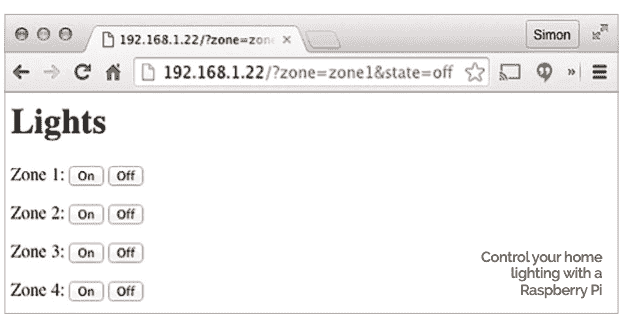 192.168.1.22/?zone=zon
Simon
192.168.1.22/?zone=zone1&state=off
»
Lights
Zone 1: On Off
Zone 2: On Off
Zone 3: On Off
Zone 4: On Off
Control your home
lighting with a
Raspberry Pi